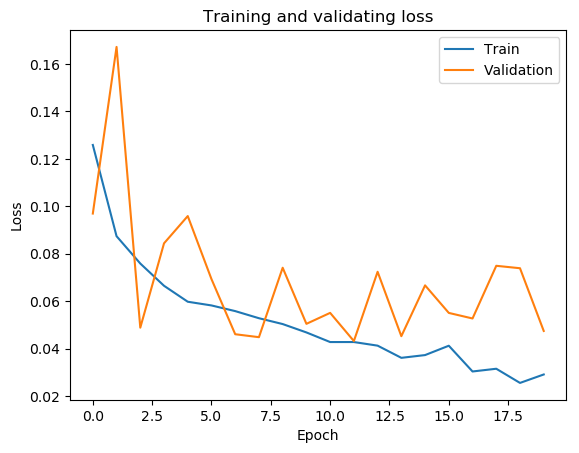 Training and validating loss
Train
Validation
0.16
0.14
0.12
0.10
0.08
0.06
0.04
0.02
Loss
0.0 2.5 5.0 7.5 10.0 12.5 15.0 17.5
Epoch